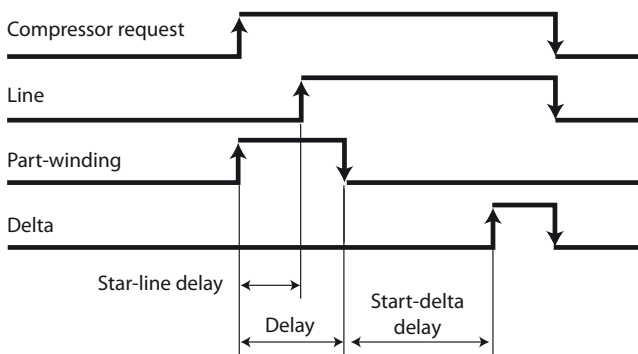 Compressor request
Line
Part-winding
Delta
Star-line delay
Delay
Start-delta
delay